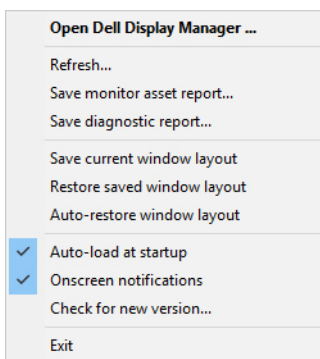 Open Dell Display Manager ...
Refresh...
Save monitor asset report...
Save diagnostic report...
Save current window layout
Restore saved window layout
Auto-restore window layout
Auto-load at startup
Onscreen notifications
Check for new version...
Exit